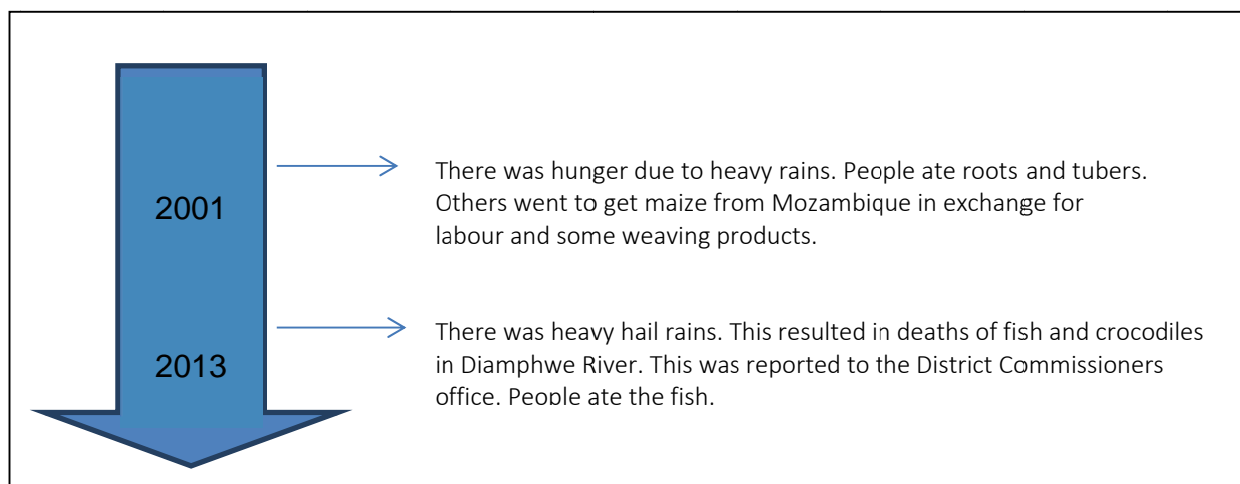 2001
There was hunger due to heavy rains. People ate roots and tubers.
Others went to get maize from Mozambique in exchange for
labour and some weaving products.
2013
There was heavy hail rains. This resulted in deaths of fish and crocodiles
in Diamphwe River. This was reported to the District Commissioners
office. People ate the fish.